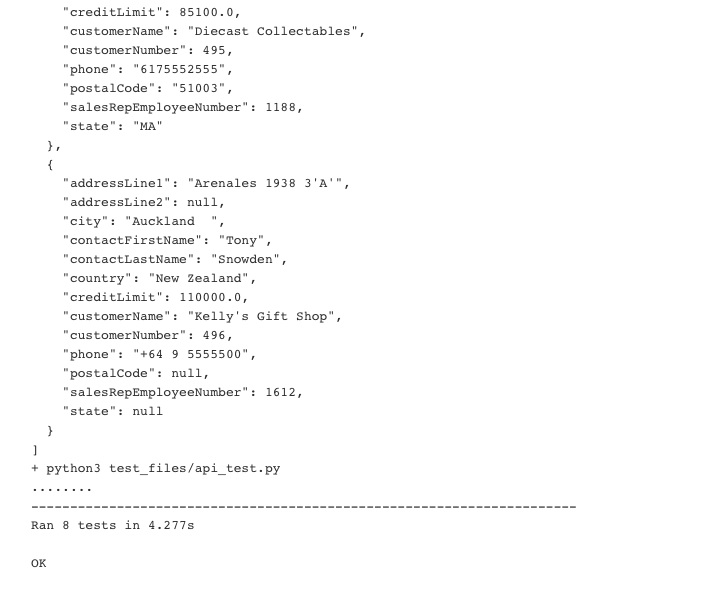 "creditLimit": 85100.0,
    "customerName": "Diecast Collectables",
    "customerNumber": 495,
    "phone": "6175552555",
    "postalCode": "51003",
    "salesRepEmployeeNumber": 1188,
    "state": "MA"
  },
  {
    "addressLine1": "Arenales 1938 3'A'",
    "addressLine2": null,
    "city": "Auckland  ",
    "contactFirstName": "Tony",
    "contactLastName": "Snowden",
    "country": "New Zealand",
    "creditLimit": 110000.0,
    "customerName": "Kelly's Gift Shop",
    "customerNumber": 496,
    "phone": "+64 9 5555500",
    "postalCode": null,
    "salesRepEmployeeNumber": 1612,
    "state": null
  }
]
+ python3 test_files/api_test.py
........
----------------------------------------------------------------------
Ran 8 tests in 4.277s

OK